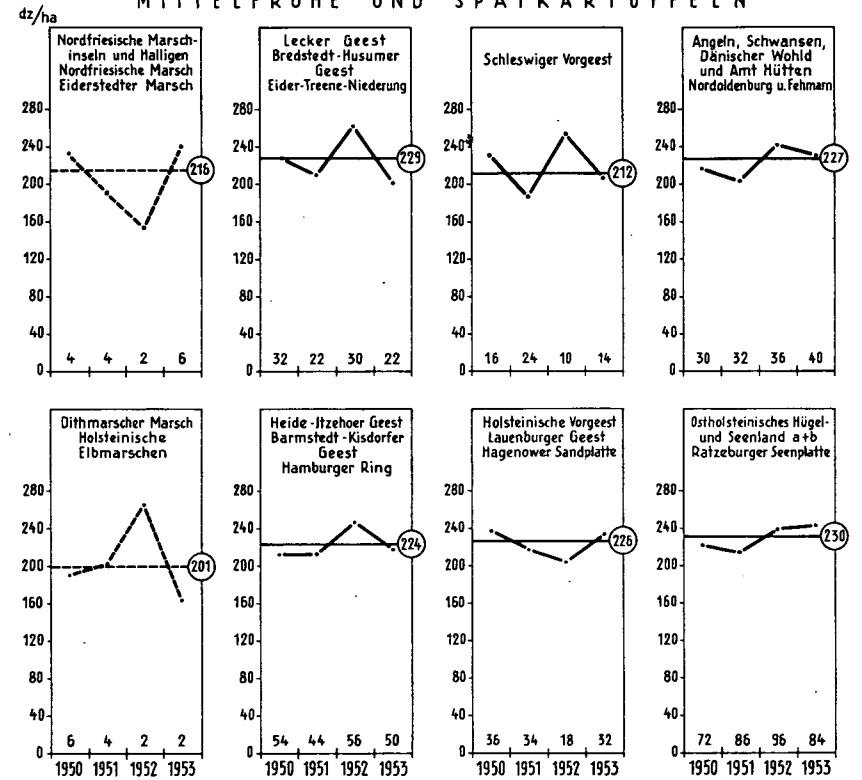 MITTELFRÜHE UND SPÄTKARTOFFELN
dz/ha
Nordfriesische Marsch-
inseln und Halligen
Nordfriesische Marsch
Eiderstedter Marsch
280
240
200
160
120
80
40
0
216
4 4 2 6
Lecker Geest
Bredstedt-Husumer
Geest
Eider-Treene-Niederung
280
240
200
160
120
80
40
0
229
32 22 30 22
Schleswiger Vorgeest
280
240
200
160
120
80
40
0
212
16 24 10 14
Angeln, Schwansen,
Dänischer Wohld
und Amt Hütten
Nordoldenburg u. Fehmarn
280
240
200
160
120
80
40
0
227
30 32 36 40
Dithmarscher Marsch
Holsteinische
Elbmarschen
280
240
200
160
120
80
40
0
201
6 4 2 2
1950 1951 1952 1953
Heide-Itzehoer Geest
Barmstedt-Kisdorfer
Geest
Hamburger Ring
280
240
200
160
120
80
40
0
224
54 44 56 50
1950 1951 1952 1953
Holsteinische Vorgeest
Lauenburger Geest
Hagenower Sandplatte
280
240
200
160
120
80
40
0
226
36 34 18 32
1950 1951 1952 1953
Ostholsteinisches Hügel-
und Seenland a+b
Ratzeburger Seenplatte
280
240
200
160
120
80
40
0
230
72 86 96 84
1950 1951 1952 1953